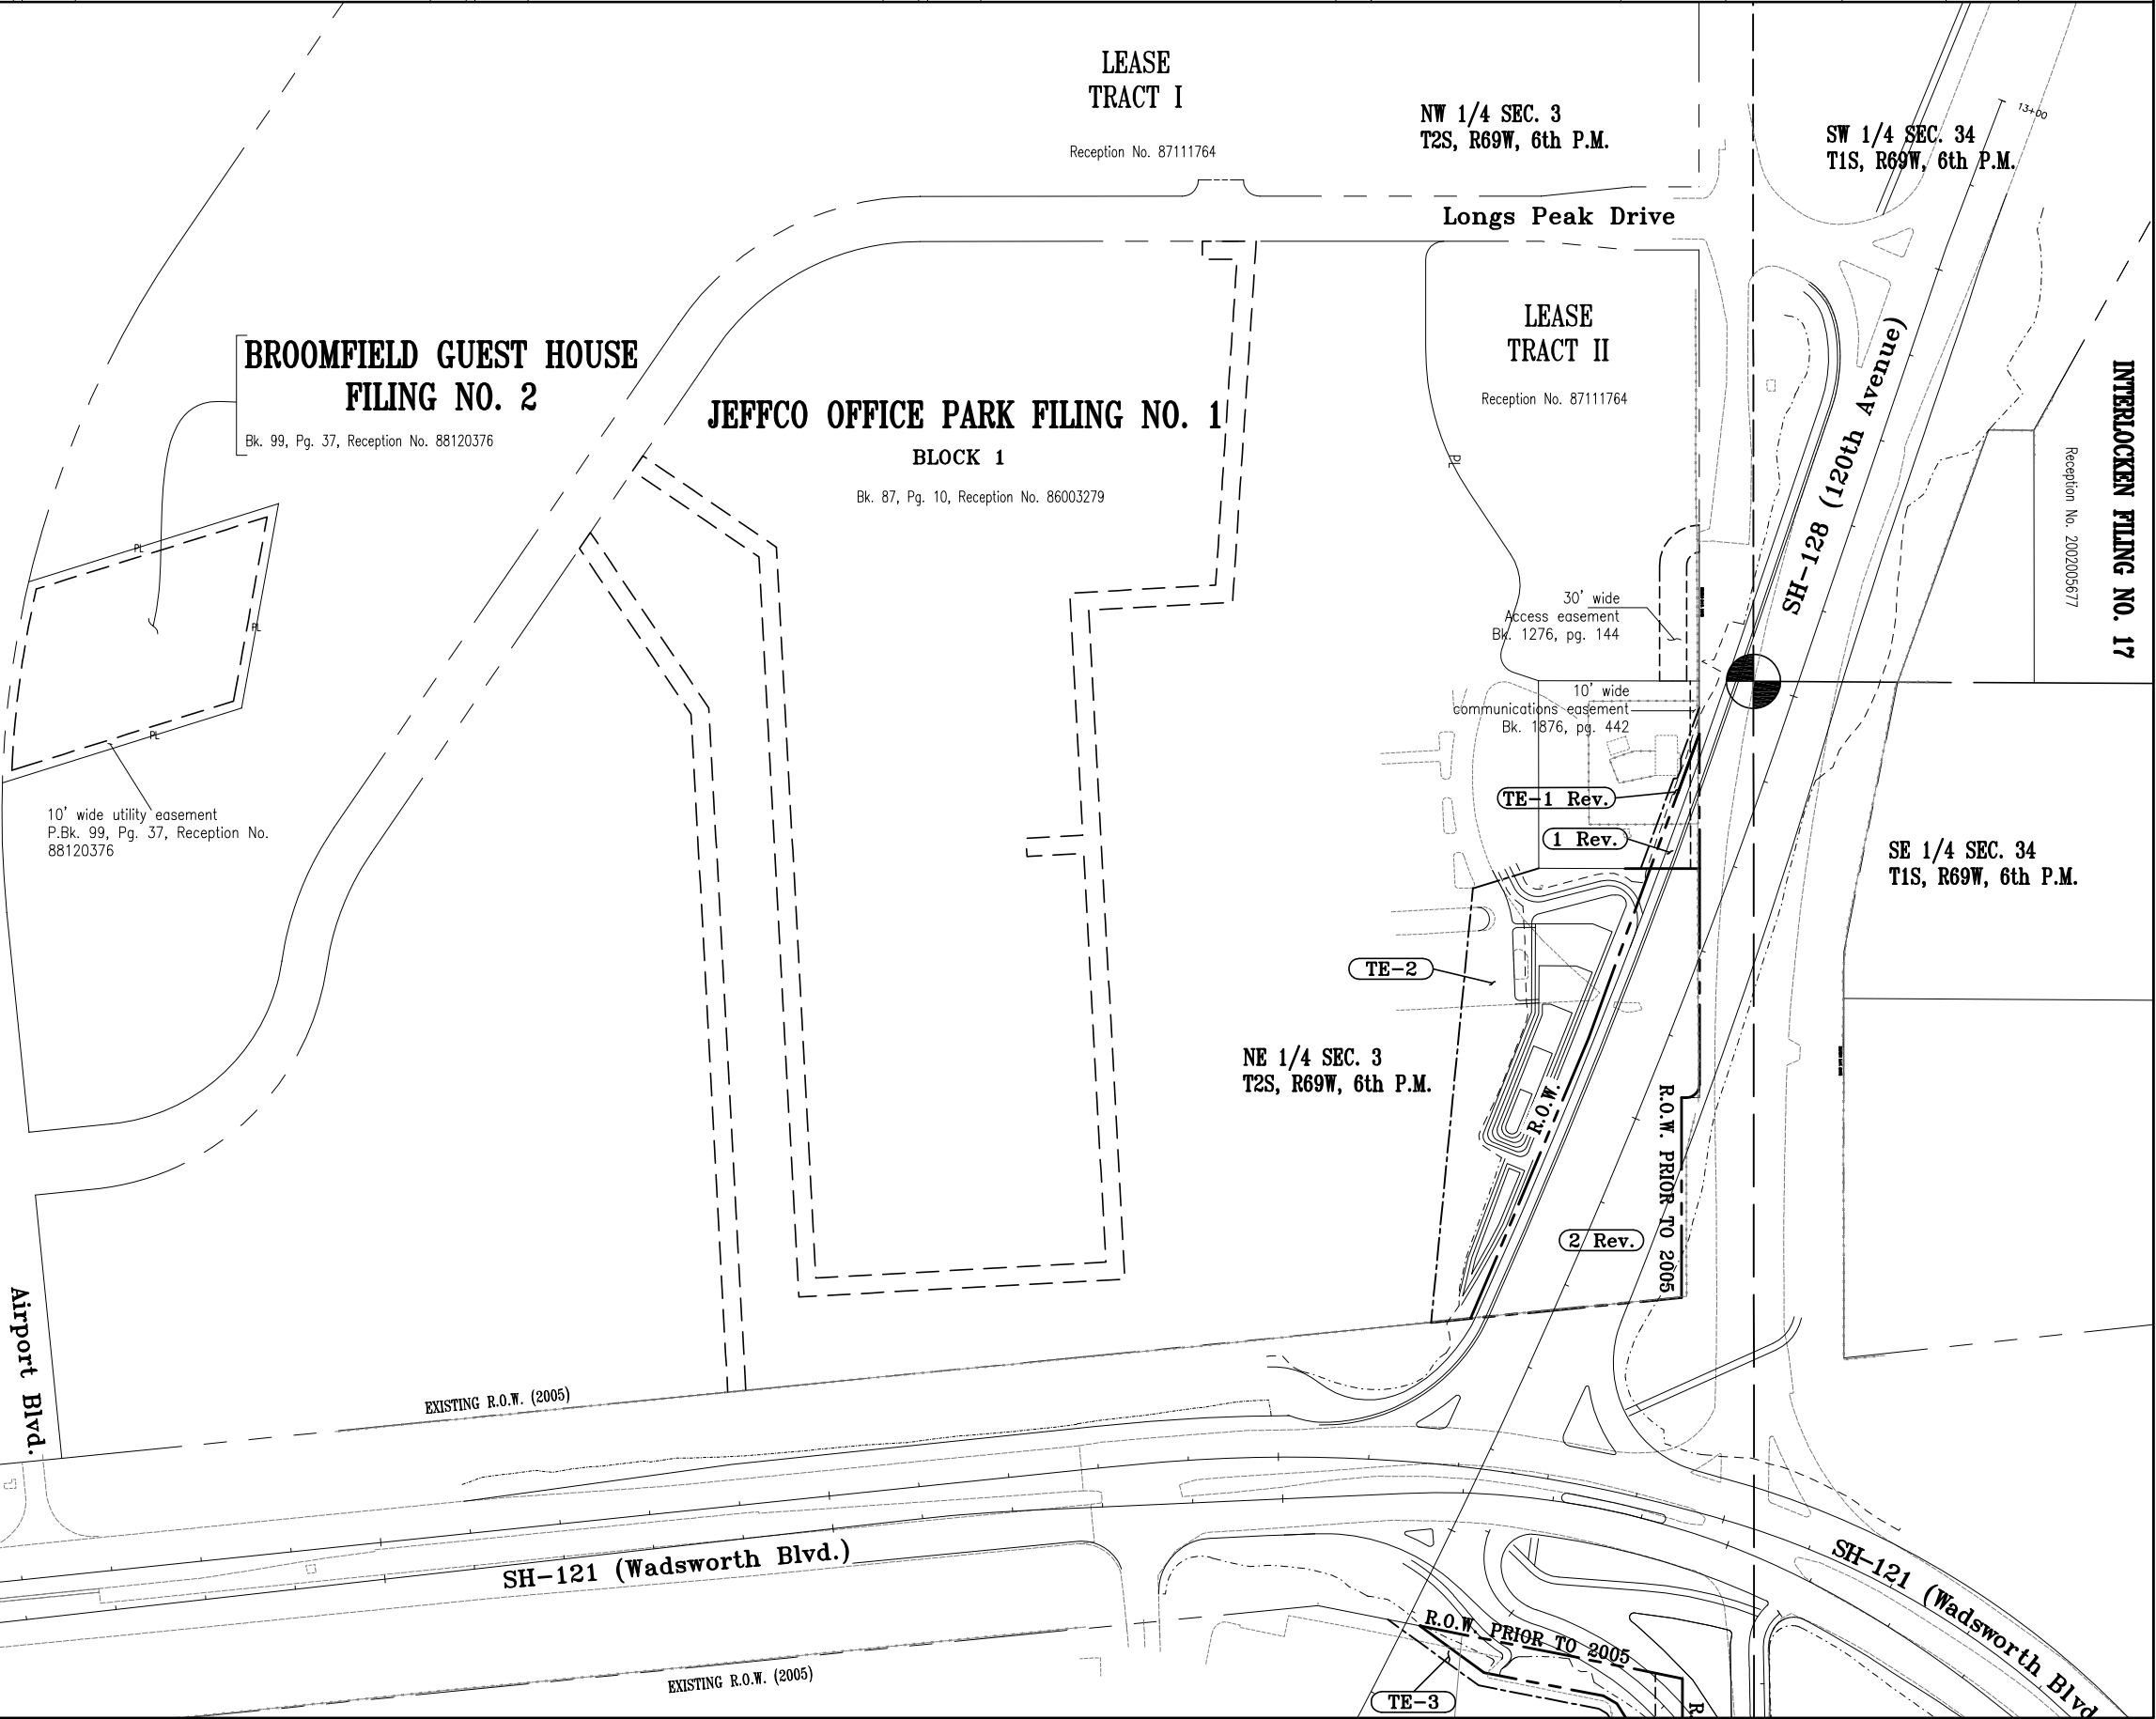 LEASE
TRACT I
Reception No. 87111764
NW 1/4 SEC. 3
T2S, R69W, 6th P.M.
13+00
SW 1/4 SEC. 34
T1S, R69W, 6th P.M.
Longs Peak Drive
BROOMFIELD GUEST HOUSE
FILING NO. 2
Bk. 99, Pg. 37, Reception No. 88120376
JEFFCO OFFICE PARK FILING NO. 1
BLOCK 1
Bk. 87, Pg. 10, Reception No. 86003279
LEASE
TRACT II
Reception No. 87111764
PL
SH-128 (120th Avenue)
INTERLOCKEN FILING NO. 17
Reception No. 2002005677
PL
PL
PL
30' wide
Access easement
Bk. 1276, pg. 144
10' wide
communications easement
Bk. 1876, pg. 442
TE-1 Rev.
1 Rev.
10' wide utility easement
P.Bk. 99, Pg. 37, Reception No.
88120376
SE 1/4 SEC. 34
T1S, R69W, 6th P.M.
TE-2
NE 1/4 SEC. 3
T2S, R69W, 6th P.M.
R.O.W.
R.O.W. PRIOR TO 2005
2 Rev.
Airport Blvd.
EXISTING R.O.W. (2005)
SH-121 (Wadsworth Blvd.)
SH-121 (Wadsworth Blvd
R.O.W. PRIOR TO 2005
EXISTING R.O.W. (2005)
TE-3
R.